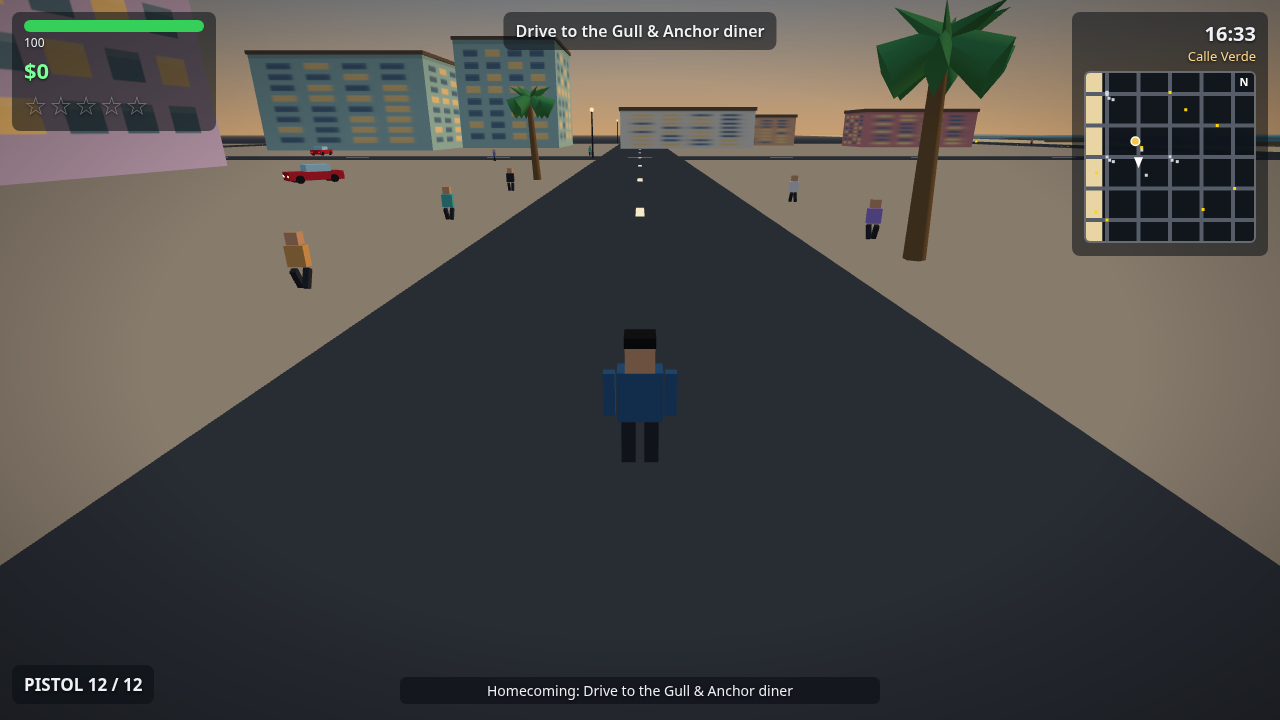 100
$0
Drive to the Gull & Anchor diner
16:33
Calle Verde
N
PISTOL 12 / 12
Homecoming: Drive to the Gull & Anchor diner